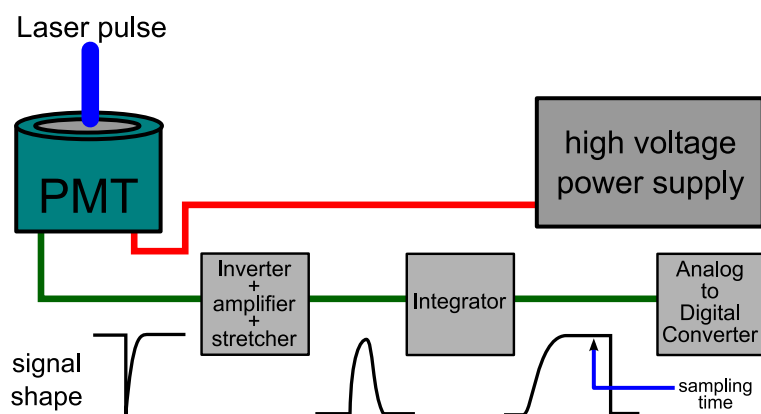 Laser pulse
PMT
high voltage
power supply
Inverter
+
amplifier
+
stretcher
Integrator
Analog
to
Digital
Converter
signal
shape
sampling
time